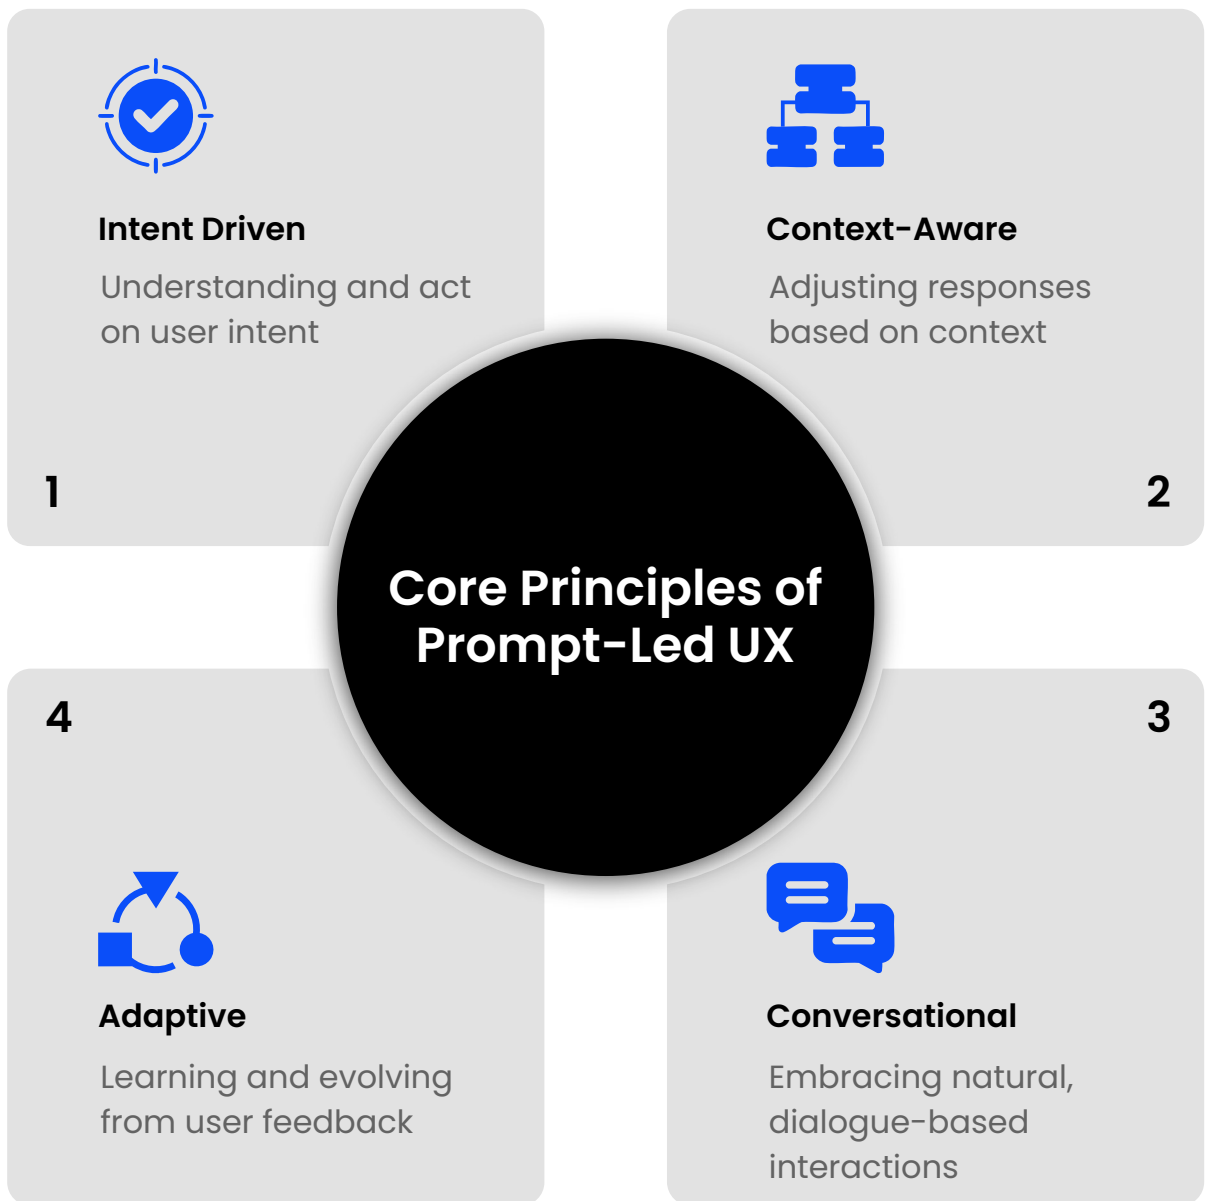 Intent Driven
Understanding and act
on user intent
1
Context-Aware
Adjusting responses
based on context
2
Core Principles of
Prompt-Led UX
3
Conversational
Embracing natural,
dialogue-based
interactions
4
Adaptive
Learning and evolving
from user feedback